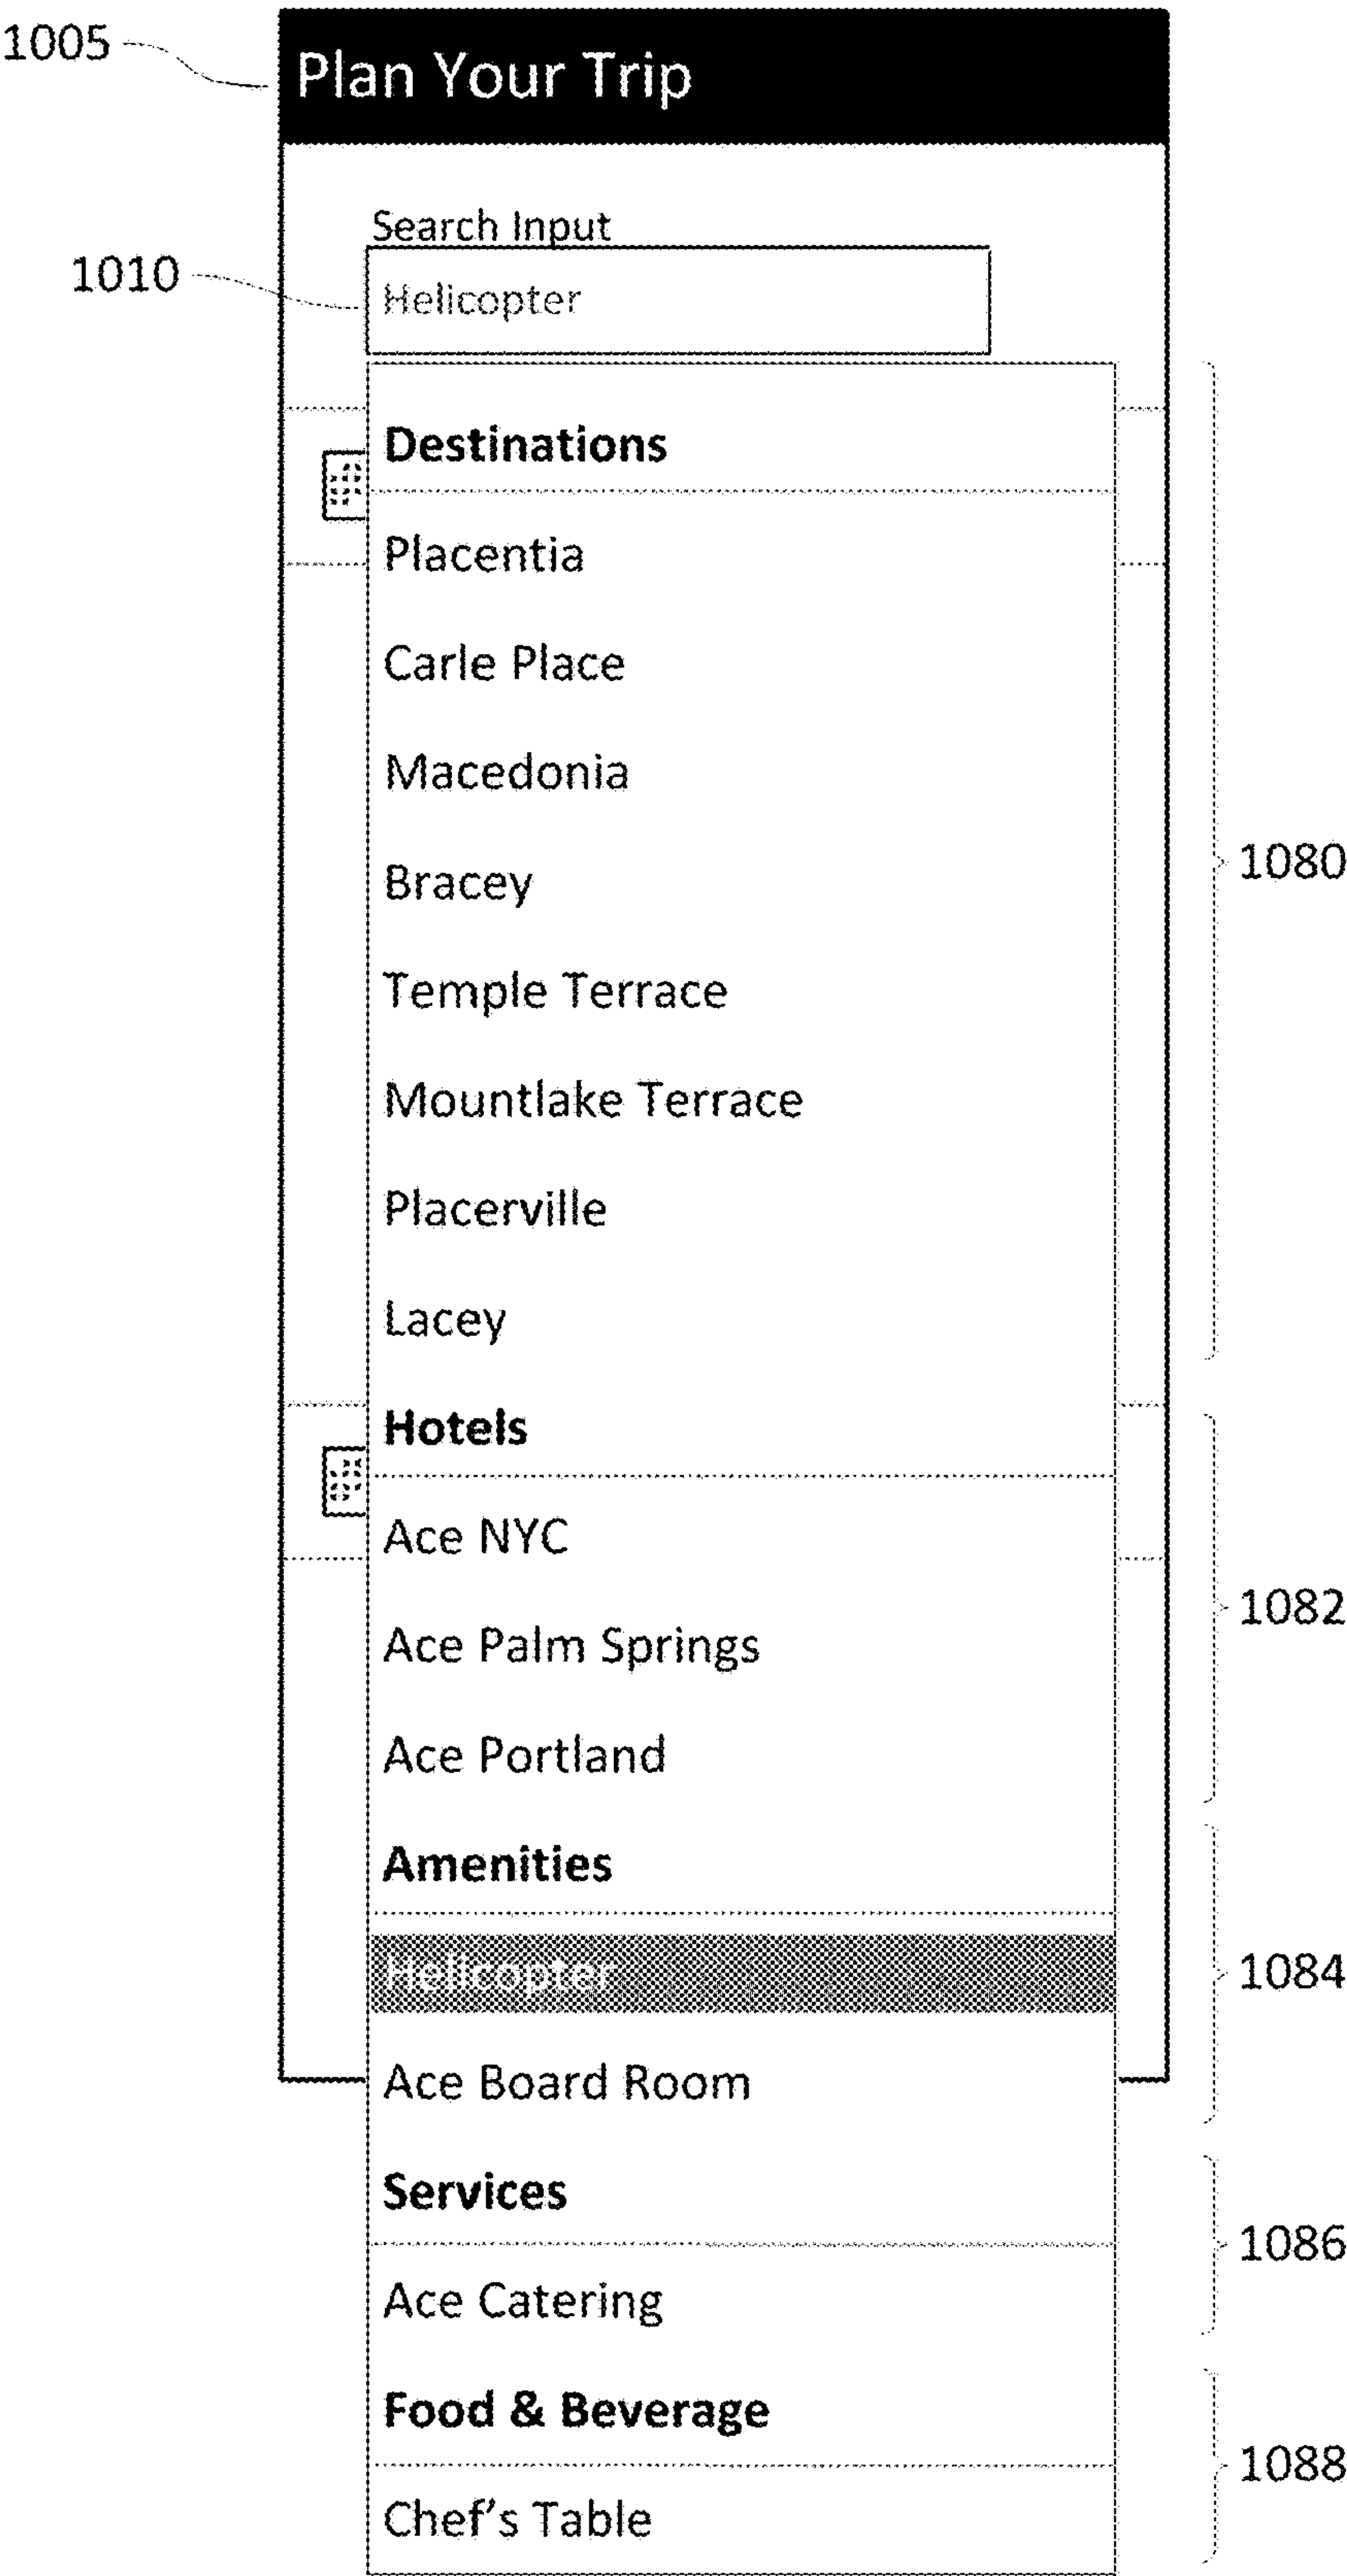 1005
Plan Your Trip
Search Input
1010
Helicopter
Destinations
Placentia
Carle Place
Macedonia
Bracey
1080
Temple Terrace
Mountlake Terrace
Placerville
Lacey
Hotels
Ace NYC
1082
Ace Palm Springs
Ace Portland
Amenities
Helicopter
1084
Ace Board Room
Services
1086
Ace Catering
Food & Beverage
1088
Chef's Table